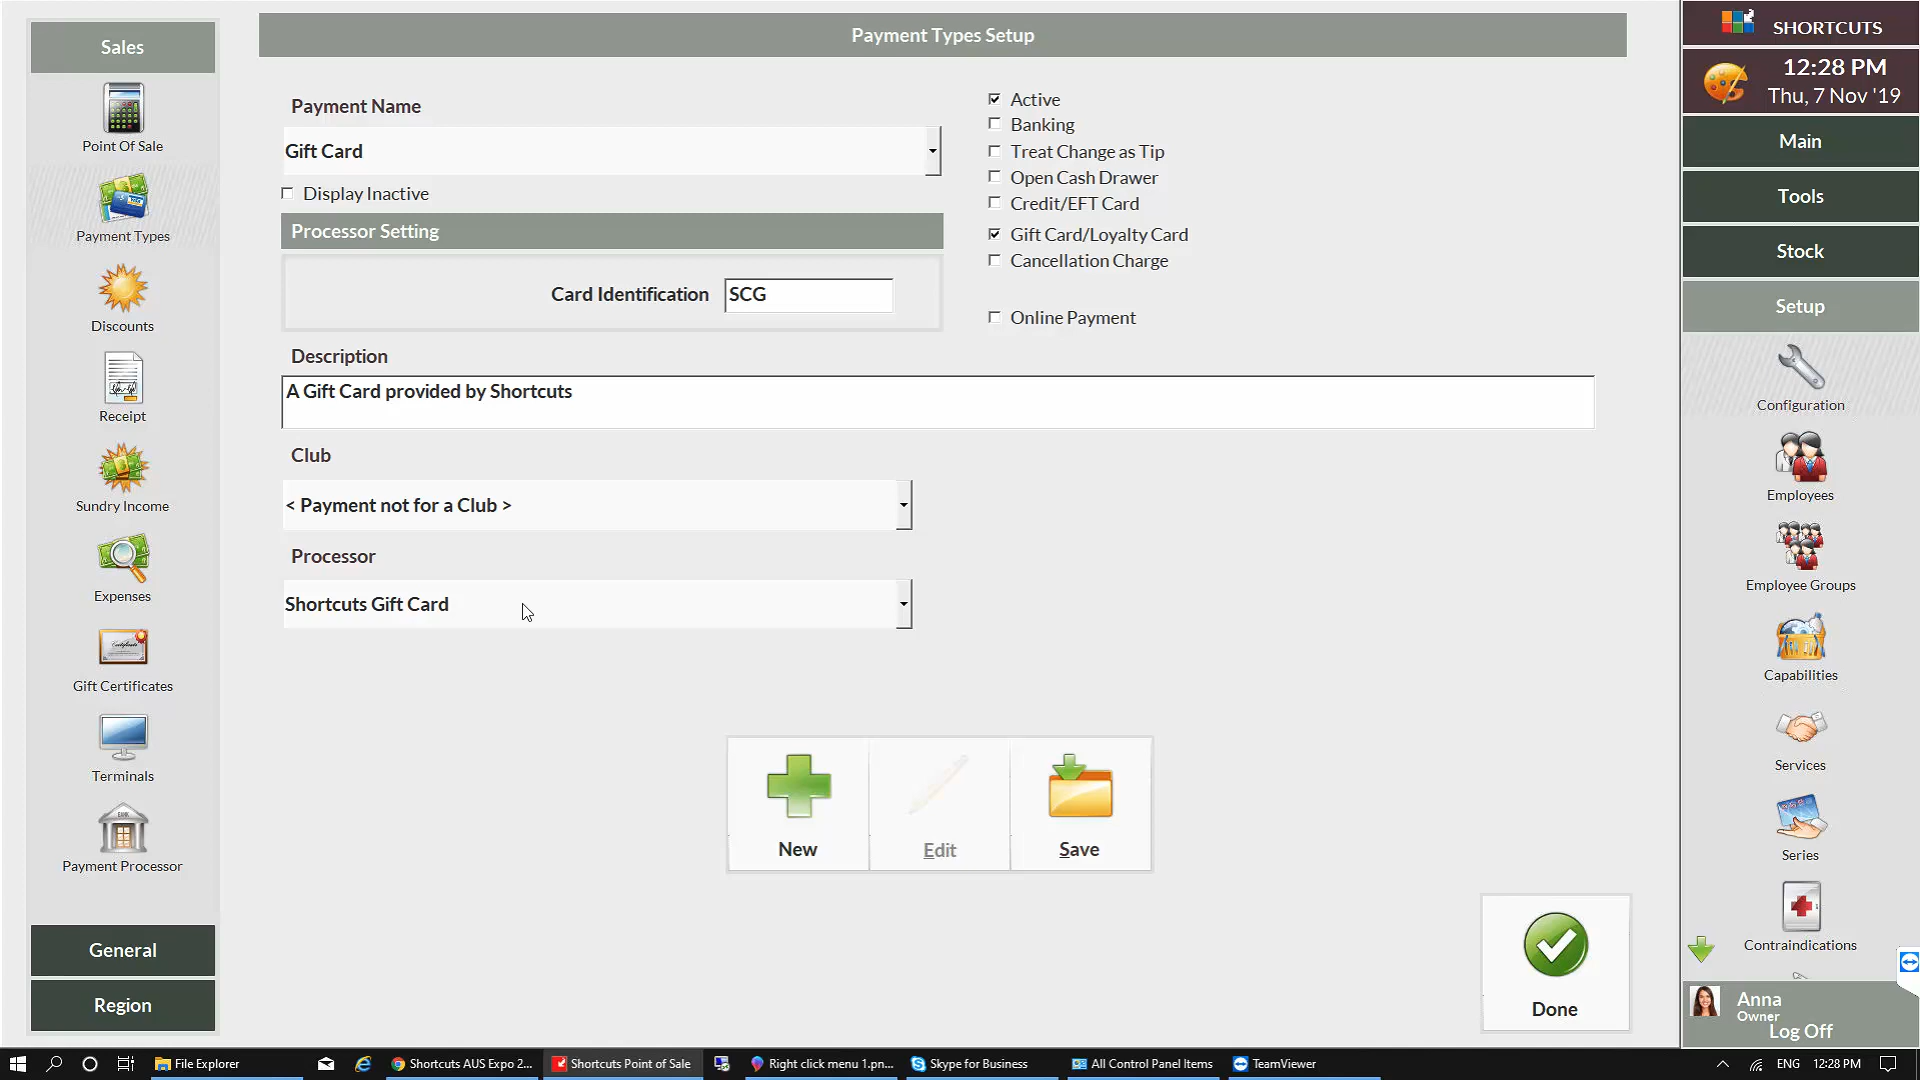 Sales
Point Of Sale
Payment Types
Discounts
Receipt
Sundry Income
Expenses
Gift Certificates
Terminals
Payment Processor
General
Region
Payment Types Setup
Payment Name
Gift Card
Display Inactive
Processor Setting
Card Identification SCG
Description
A Gift Card provided by Shortcuts
Club
< Payment not for a Club >
Processor
Shortcuts Gift Card
Active
Banking
Treat Change as Tip
Open Cash Drawer
Credit/EFT Card
Gift Card/Loyalty Card
Cancellation Charge
Online Payment
New
Edit
Save
Done
SHORTCUTS
12:28 PM
Thu, 7 Nov '19
Main
Tools
Stock
Setup
Configuration
Employees
Employee Groups
Capabilities
Services
Series
Contraindications
Anna
Owner
Log Off
File Explorer
Shortcuts AUS Expo 2...
Shortcuts Point of Sale
Right click menu 1.pn...
Skype for Business
All Control Panel Items
TeamViewer
ENG
12:28 PM